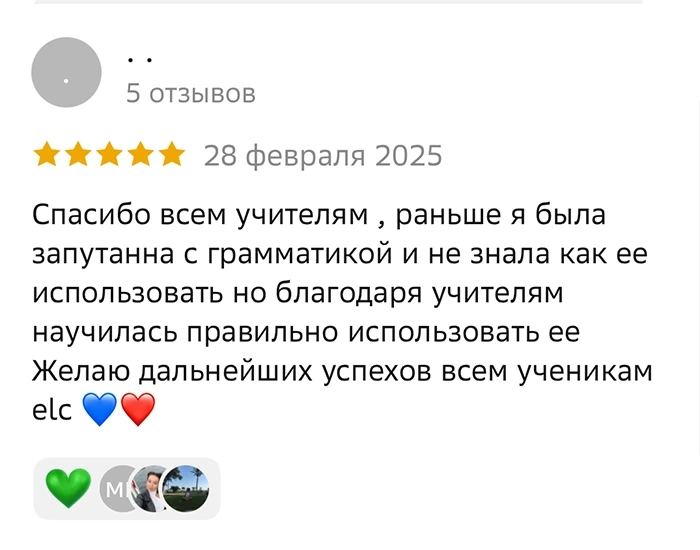 . .
5 отзывов
28 февраля 2025
Спасибо всем учителям , раньше я была
запутанна с грамматикой и не знала как ее
использовать но благодаря учителям
научилась правильно использовать ее
Желаю дальнейших успехов всем ученикам
elc 💙❤️